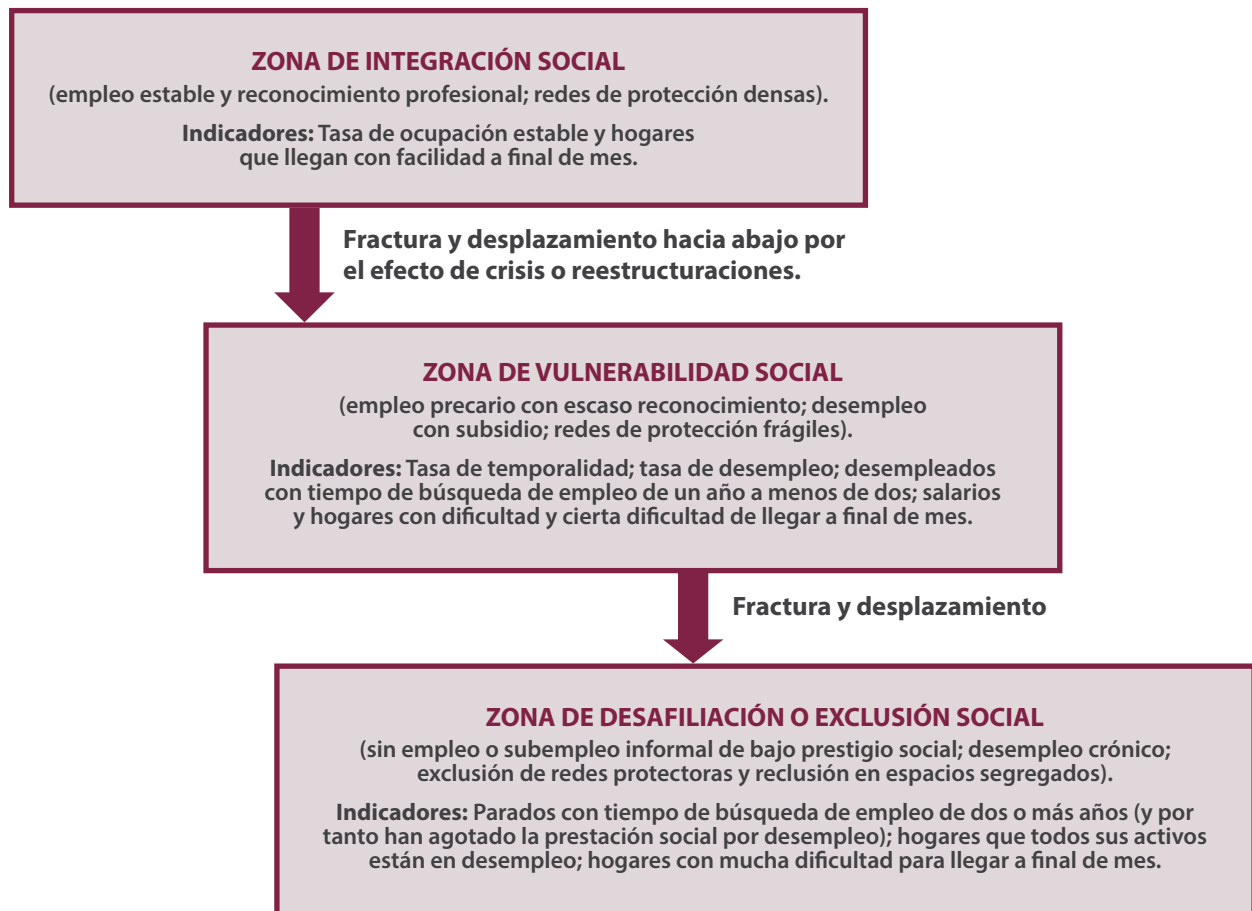 ZONA DE INTEGRACIÓN SOCIAL
(empleo estable y reconocimiento profesional; redes de protección densas).
Indicadores: Tasa de ocupación estable y hogares
que llegan con facilidad a final de mes.
Fractura y desplazamiento hacia abajo por
el efecto de crisis o reestructuraciones.
ZONA DE VULNERABILIDAD SOCIAL
(empleo precario con escaso reconocimiento; desempleo
con subsidio; redes de protección frágiles).
Indicadores: Tasa de temporalidad; tasa de desempleo; desempleados
con tiempo de búsqueda de empleo de un año a menos de dos; salarios
y hogares con dificultad y cierta dificultad de llegar a final de mes.
Fractura y desplazamiento
ZONA DE DESAFILIACIÓN O EXCLUSIÓN SOCIAL
(sin empleo o subempleo informal de bajo prestigio social; desempleo crónico;
exclusión de redes protectoras y reclusión en espacios segregados).
Indicadores: Parados con tiempo de búsqueda de empleo de dos o más años (y por
tanto han agotado la prestación social por desempleo); hogares que todos sus activos
están en desempleo; hogares con mucha dificultad para llegar a final de mes.